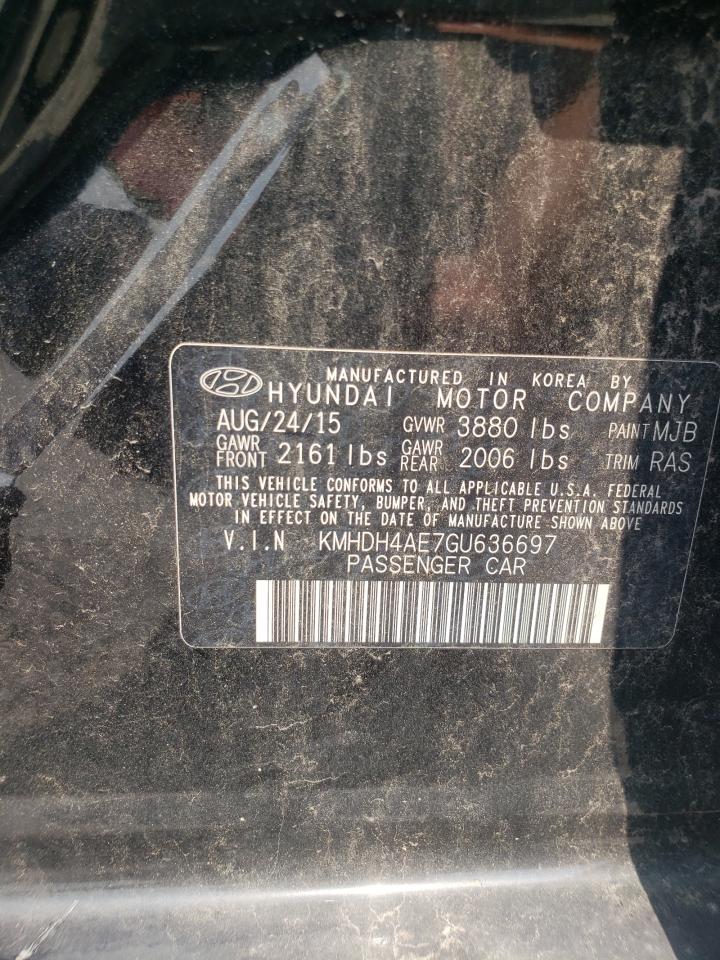 MANUFACTURED IN KOREA BY
HYUNDAI MOTOR COMPANY
AUG/24/15 GVWR 3880 lbs PAINT MJB
GAWR FRONT 2161 lbs GAWR REAR 2006 lbs TRIM RAS
THIS VEHICLE CONFORMS TO ALL APPLICABLE U.S.A. FEDERAL
MOTOR VEHICLE SAFETY, BUMPER, AND THEFT PREVENTION STANDARDS
IN EFFECT ON THE DATE OF MANUFACTURE SHOWN ABOVE
V.I.N KMHDH4AE7GU636697
PASSENGER CAR